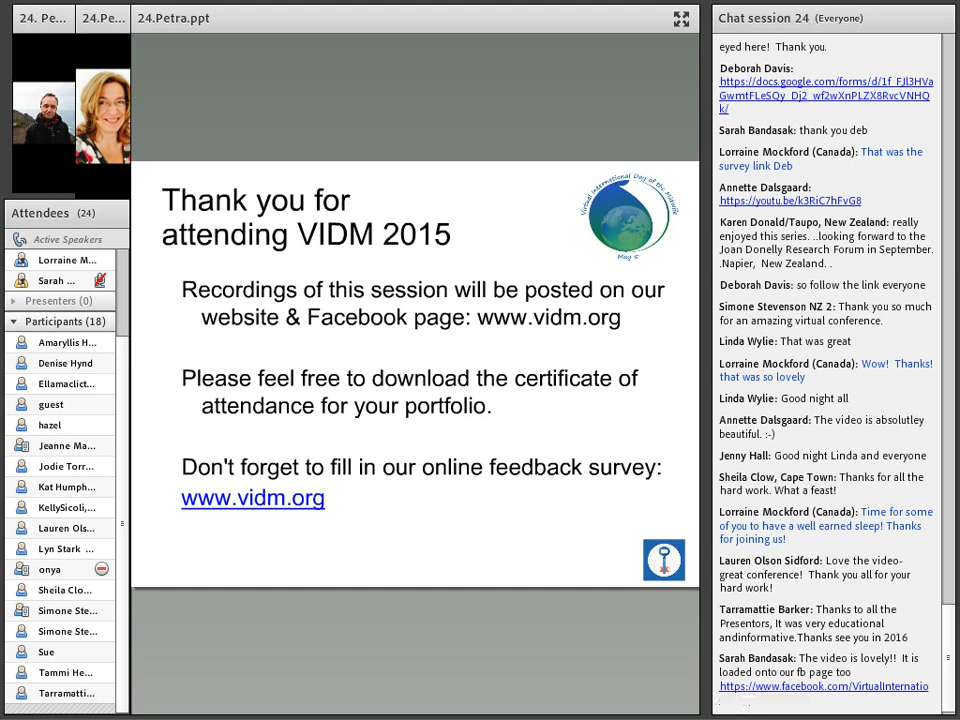 24. Pe...
24.Pe...
24.Petra.ppt
Attendees (24)
Active Speakers
Lorraine M...
Sarah ...
Presenters (0)
Participants (18)
Amaryllis H...
Denise Hynd
Ellamaclict...
guest
hazel
Jeanne Ma...
Jodie Torr...
Kat Humph...
KellySicoli,...
Lauren Ols...
Lyn Stark ...
onya
Sheila Clo...
Simone Ste...
Simone Ste...
Sue
Tammi He...
Tarramatti...
Thank you for
attending VIDM 2015
Virtual International Day of the Midwife
May 5
Recordings of this session will be posted on our
website & Facebook page: www.vidm.org
Please feel free to download the certificate of
attendance for your portfolio.
Don't forget to fill in our online feedback survey:
www.vidm.org
Chat session 24 (Everyone)
eyed here! Thank you.
Deborah Davis:
https://docs.google.com/forms/d/1f_FJl3HVa
GwmtFLeSQy_Dj2_wf2wXnPLZX8RvcVNHQ
k/
Sarah Bandasak: thank you deb
Lorraine Mockford (Canada): That was the
survey link Deb
Annette Dalsgaard:
https://youtu.be/k3RiC7hFvG8
Karen Donald/Taupo, New Zealand: really
enjoyed this series. ..looking forward to the
Joan Donelly Research Forum in September.
.Napier, New Zealand. .
Deborah Davis: so follow the link everyone
Simone Stevenson NZ 2: Thank you so much
for an amazing virtual conference.
Linda Wylie: That was great
Lorraine Mockford (Canada): Wow! Thanks!
that was so lovely
Linda Wylie: Good night all
Annette Dalsgaard: The video is absolutley
beautiful. :-)
Jenny Hall: Good night Linda and everyone
Sheila Clow, Cape Town: Thanks for all the
hard work. What a feast!
Lorraine Mockford (Canada): Time for some
of you to have a well earned sleep! Thanks
for joining us!
Lauren Olson Sidford: Love the video-
great conference! Thank you all for your
hard work!
Tarramattie Barker: Thanks to all the
Presentors, It was very educational
andinformative.Thanks see you in 2016
Sarah Bandasak: The video is lovely!! It is
loaded onto our fb page too
https://www.facebook.com/VirtualInternatio